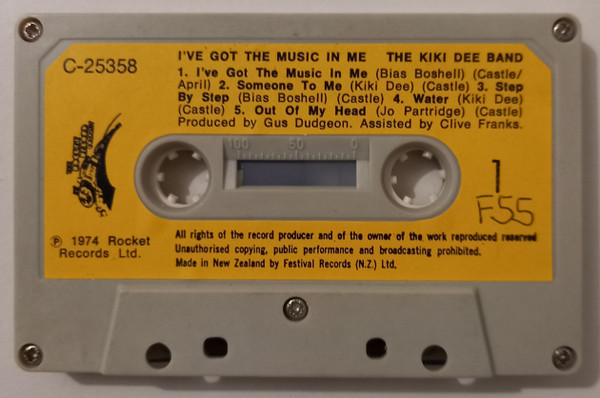 I'VE GOT THE MUSIC IN ME THE KIKI DEE BAND
C-25358
1. I've Got The Music In Me (Bias Boshell) (Castle/
April) 2. Someone To Me (Kiki Dee) (Castle) 3. Step
By Step (Bias Boshell) (Castle) 4. Water (Kiki Dee)
(Castle) 5. Out Of My Head (Jo Partridge) (Castle)
Produced by Gus Dudgeon. Assisted by Clive Franks.
100 50 0
1
F55
℗ 1974 Rocket
Records Ltd.
All rights of the record producer and of the owner of the work reproduced reserved
Unauthorised copying, public performance and broadcasting prohibited.
Made in New Zealand by Festival Records (N.Z.) Ltd.